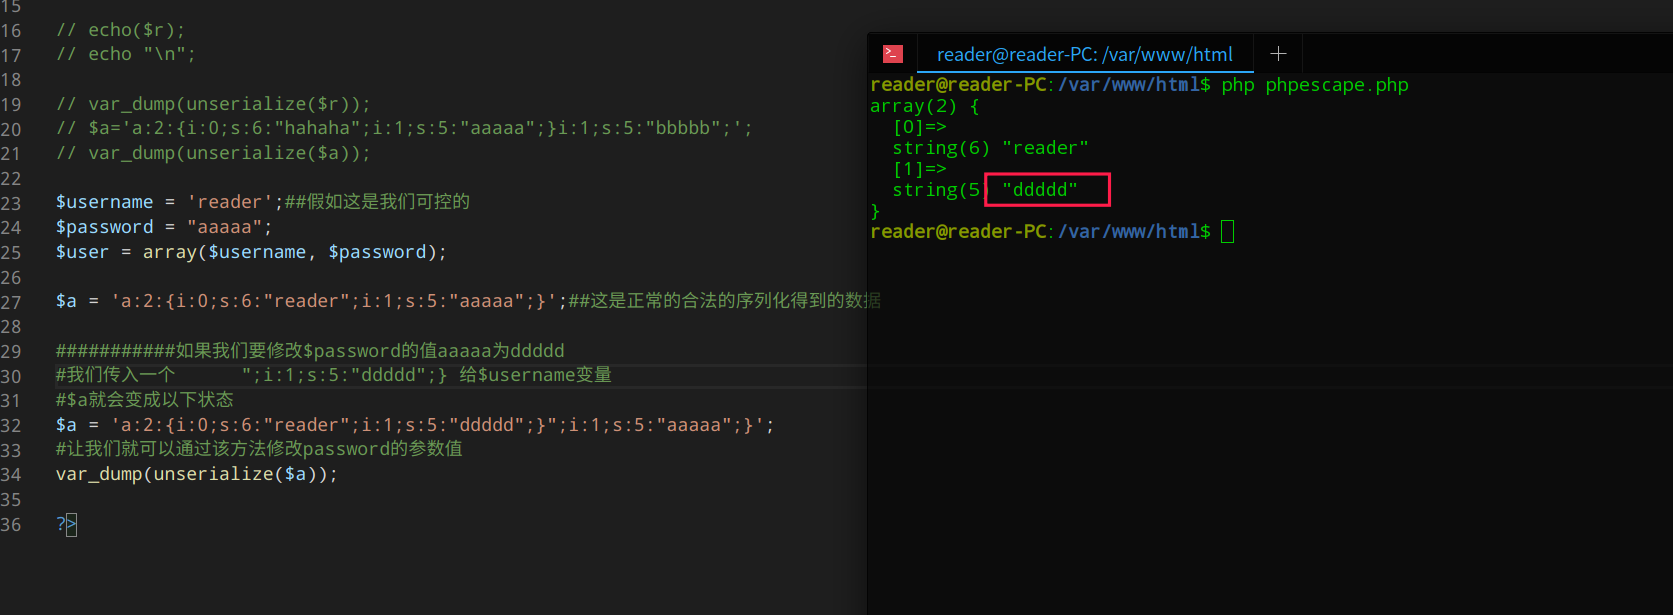 15
16 // echo($r);
17 // echo "\n";
18
19 // var_dump(unserialize($r));
20 // $a='a:2:{i:0;s:6:"hahaha";i:1;s:5:"aaaaa";}i:1;s:5:"bbbbb";';
21 // var_dump(unserialize($a));
22
23 $username = 'reader';##假如这是我们可控的
24 $password = "aaaaa";
25 $user = array($username, $password);
26
27 $a = 'a:2:{i:0;s:6:"reader";i:1;s:5:"aaaaa";}';##这是正常的合法的序列化得到的数据
28
29 ###########如果我们要修改$password的值aaaaa为ddddd
30 #我们传入一个      ";i:1;s:5:"ddddd";} 给$username变量
31 #$a就会变成以下状态
32 $a = 'a:2:{i:0;s:6:"reader";i:1;s:5:"ddddd";}";i:1;s:5:"aaaaa";}';
33 #让我们就可以通过该方法修改password的参数值
34 var_dump(unserialize($a));
35
36 ?>
reader@reader-PC: /var/www/html +
reader@reader-PC:/var/www/html$ php phpescape.php
array(2) {
  [0]=>
  string(6) "reader"
  [1]=>
  string(5) "ddddd"
}
reader@reader-PC:/var/www/html$